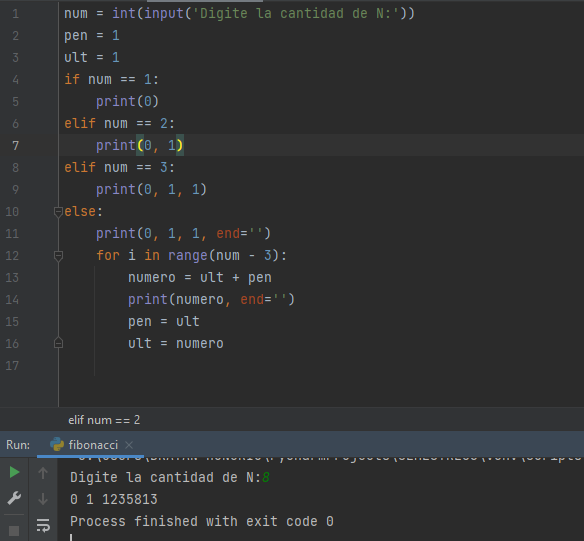 1 num = int(input('Digite la cantidad de N:'))
2 pen = 1
3 ult = 1
4 if num == 1:
5 print(0)
6 elif num == 2:
7 print(0, 1)
8 elif num == 3:
9 print(0, 1, 1)
10 else:
11 print(0, 1, 1, end='')
12 for i in range(num - 3):
13 numero = ult + pen
14 print(numero, end='')
15 pen = ult
16 ult = numero
17
elif num == 2
Run: fibonacci ×
Digite la cantidad de N:8
0 1 1235813
Process finished with exit code 0